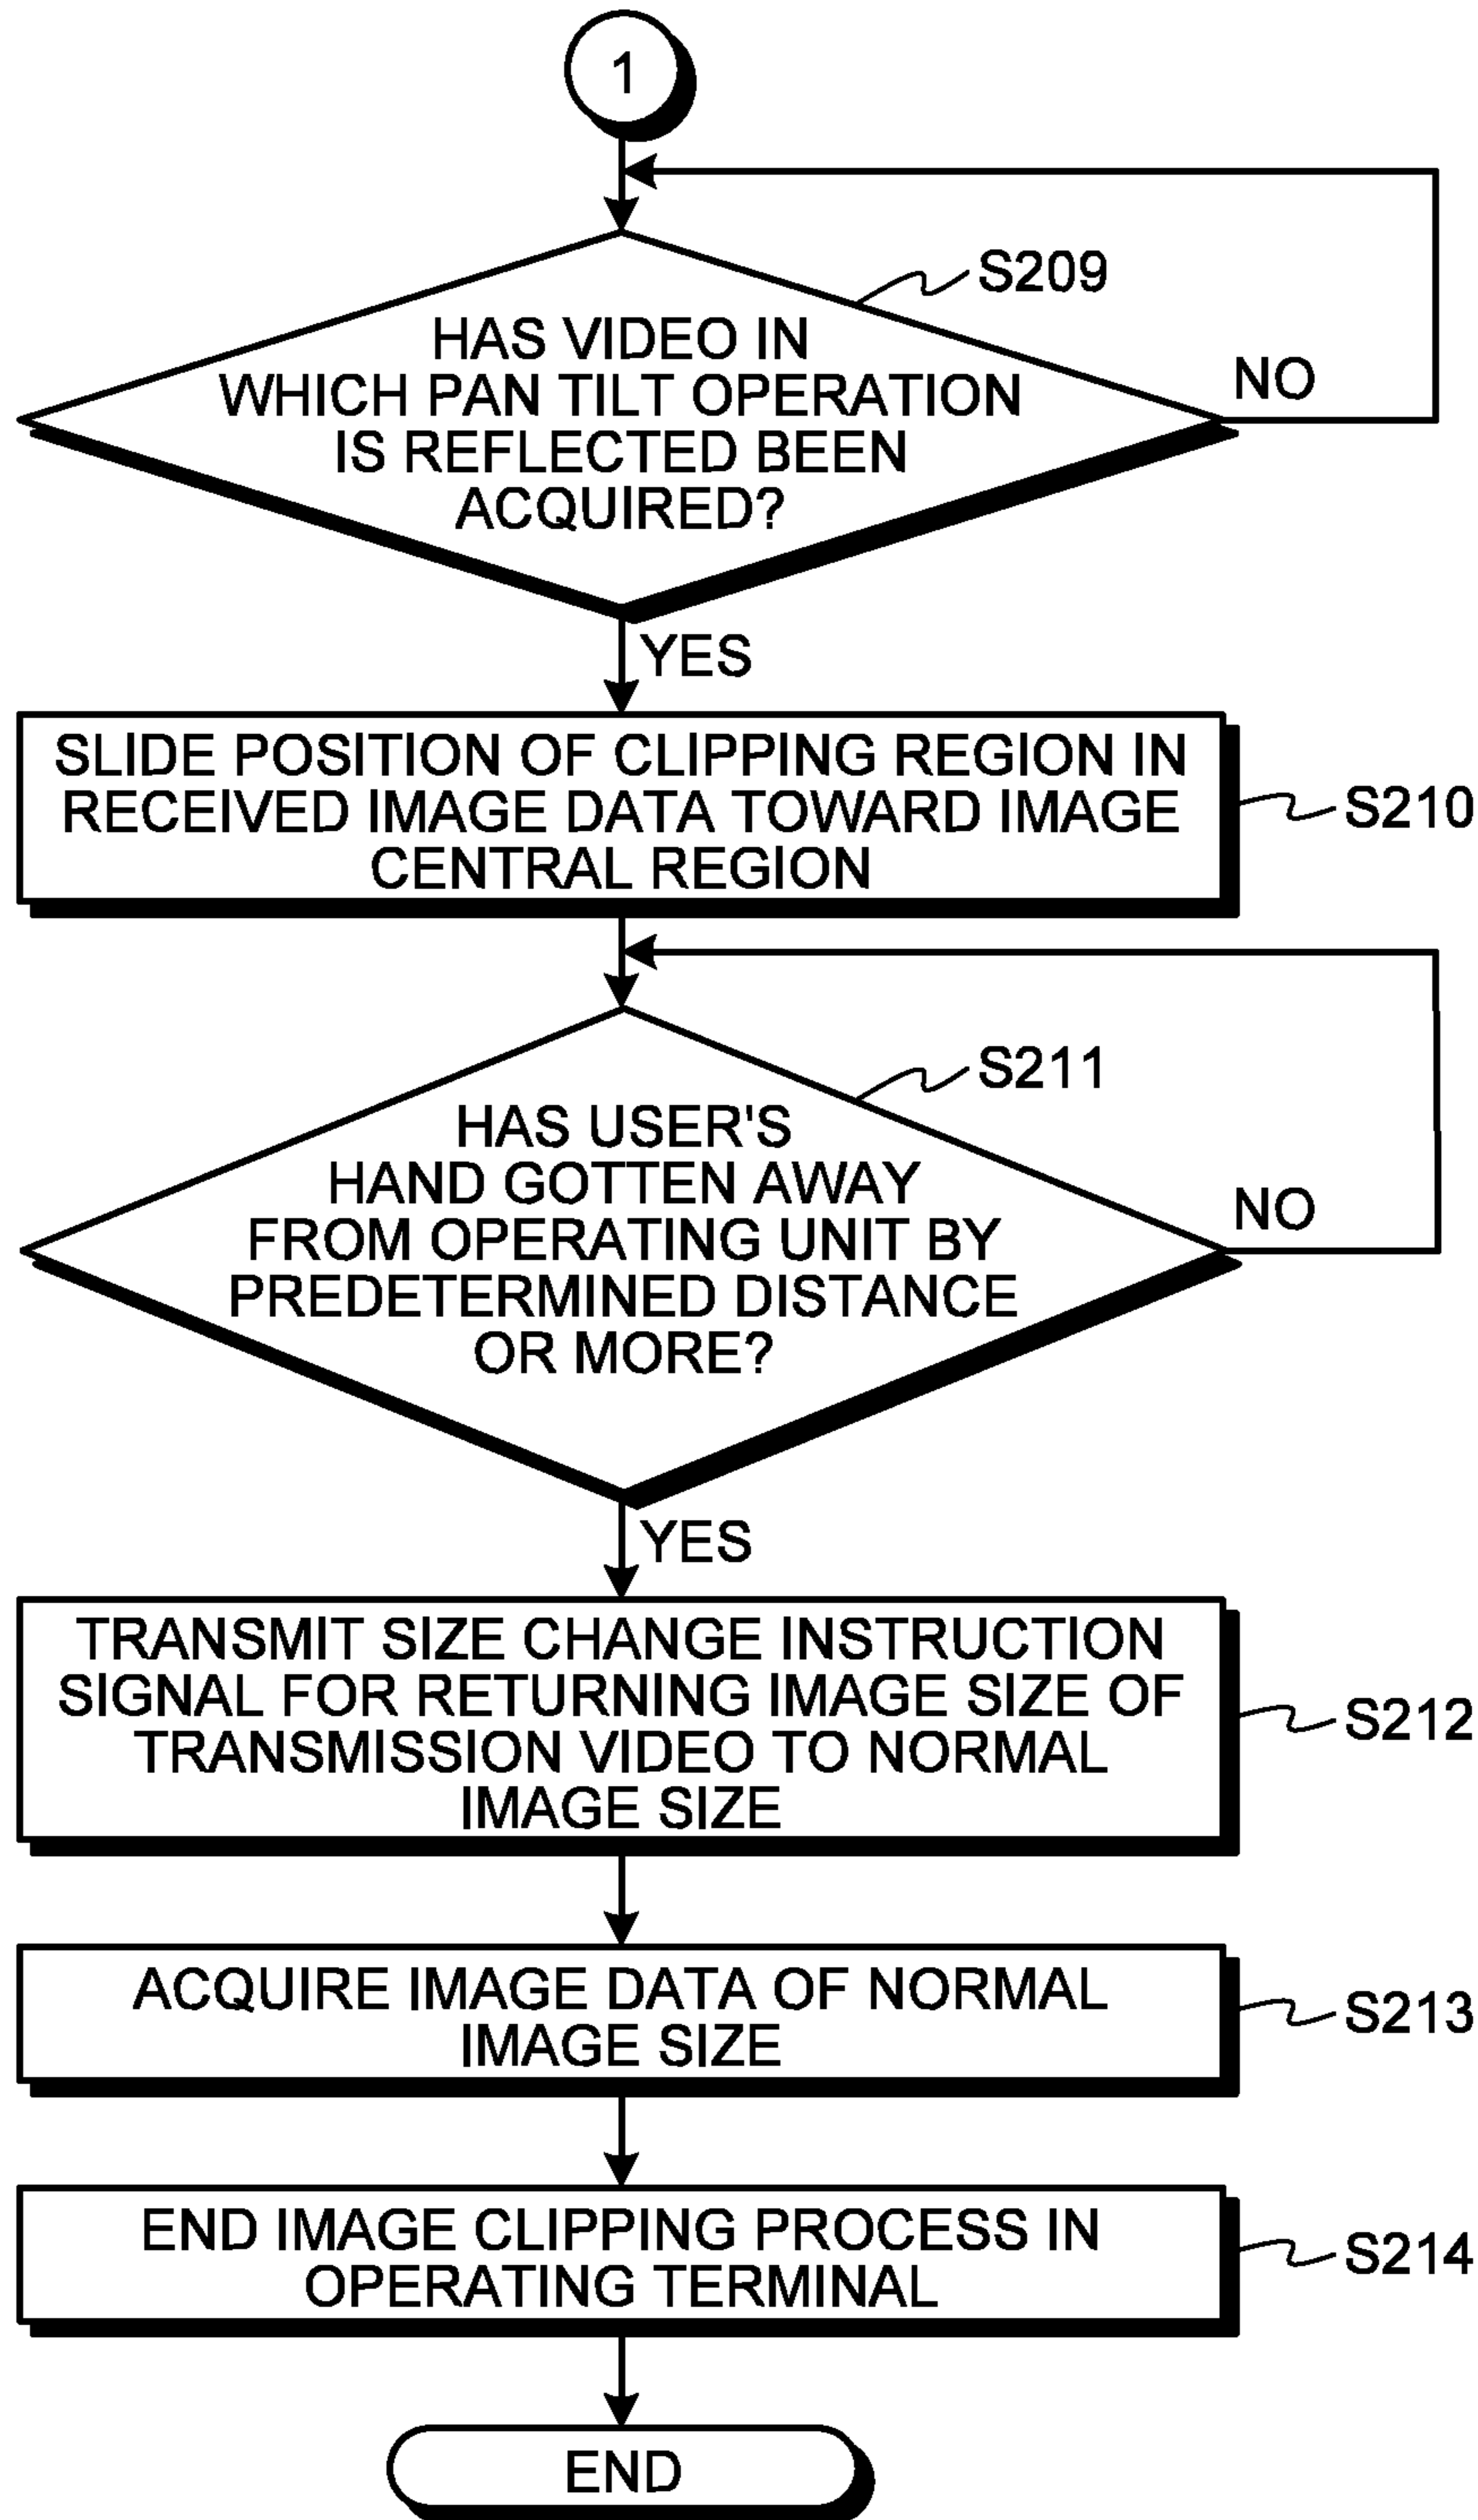 1
S209
HAS VIDEO IN
WHICH PAN TILT OPERATION
IS REFLECTED BEEN
ACQUIRED?
NO
YES
SLIDE POSITION OF CLIPPING REGION IN
RECEIVED IMAGE DATA TOWARD IMAGE
CENTRAL REGION
S210
S211
HAS USER'S
HAND GOTTEN AWAY
FROM OPERATING UNIT BY
PREDETERMINED DISTANCE
OR MORE?
NO
YES
TRANSMIT SIZE CHANGE INSTRUCTION
SIGNAL FOR RETURNING IMAGE SIZE OF
TRANSMISSION VIDEO TO NORMAL
IMAGE SIZE
S212
ACQUIRE IMAGE DATA OF NORMAL
IMAGE SIZE
S213
END IMAGE CLIPPING PROCESS IN
OPERATING TERMINAL
S214
END